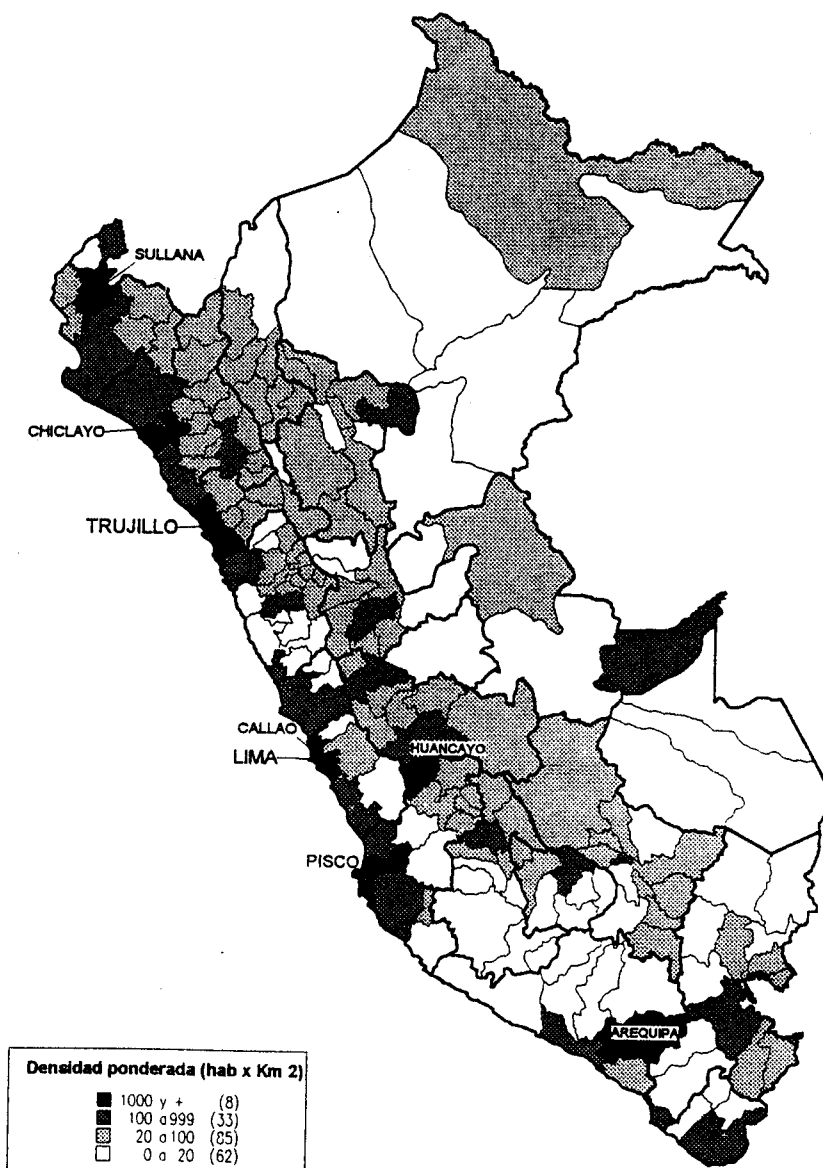 SULLANA
CHICLAYO
TRUJILLO
CALLAO
HUANCAYO
LIMA
PISCO
AREQUIPA
Densidad ponderada (hab x Km 2)
1000 y + (8)
100 a 999 (33)
20 a 100 (85)
0 a 20 (62)